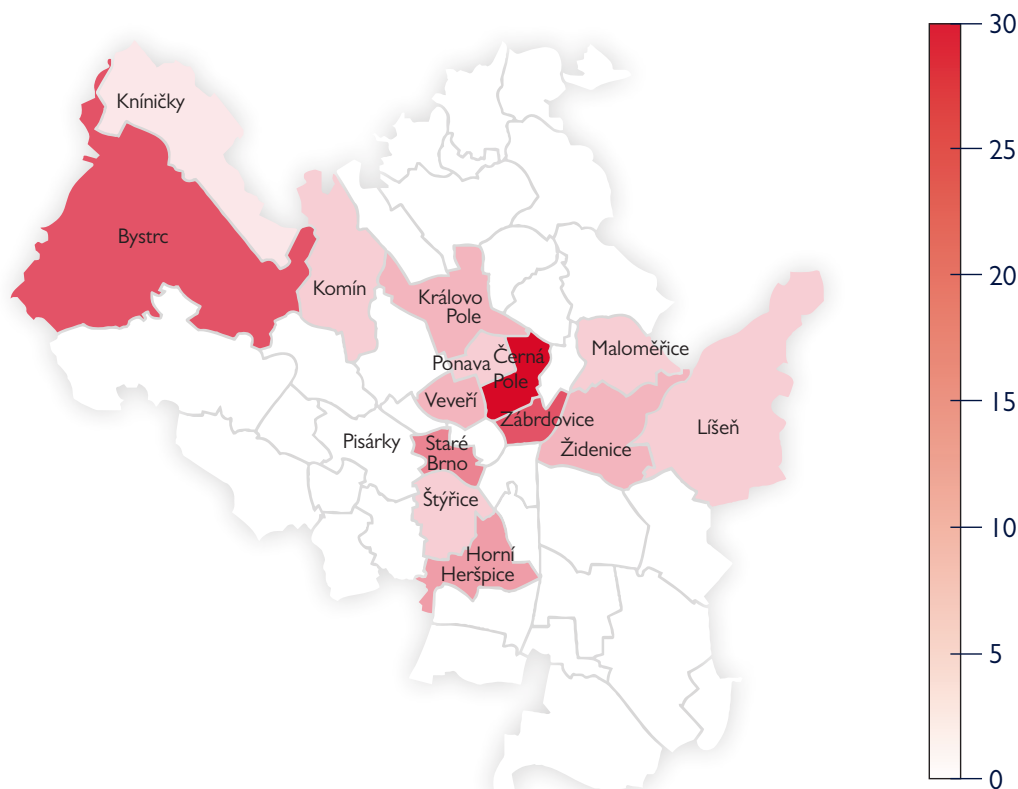 30
Kníničky
25
Bystrc
20
Komín
Královo
Pole
Ponava
Černá
Pole
Maloměřice
Veveří
15
Zábrdovice
Líšeň
Pisárky
Staré
Brno
Židenice
Štýřice
10
Horní
Heršpice
5
0